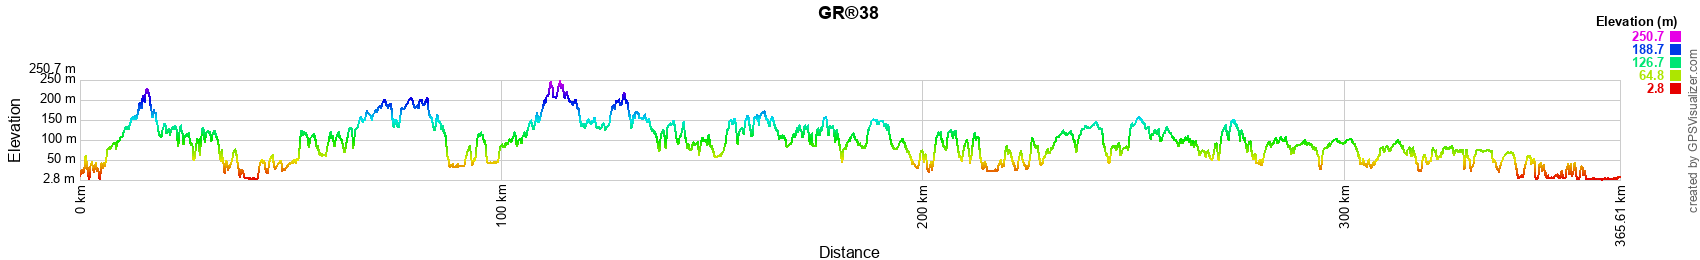 GR®38
Elevation (m)
250.7
188.7
126.7
64.8
2.8
250.7 m
250 m
200 m
150 m
100 m
50 m
2.8 m
Elevation
0 km
100 km
200 km
300 km
365.61 km
Distance
created by GPSVisualizer.com